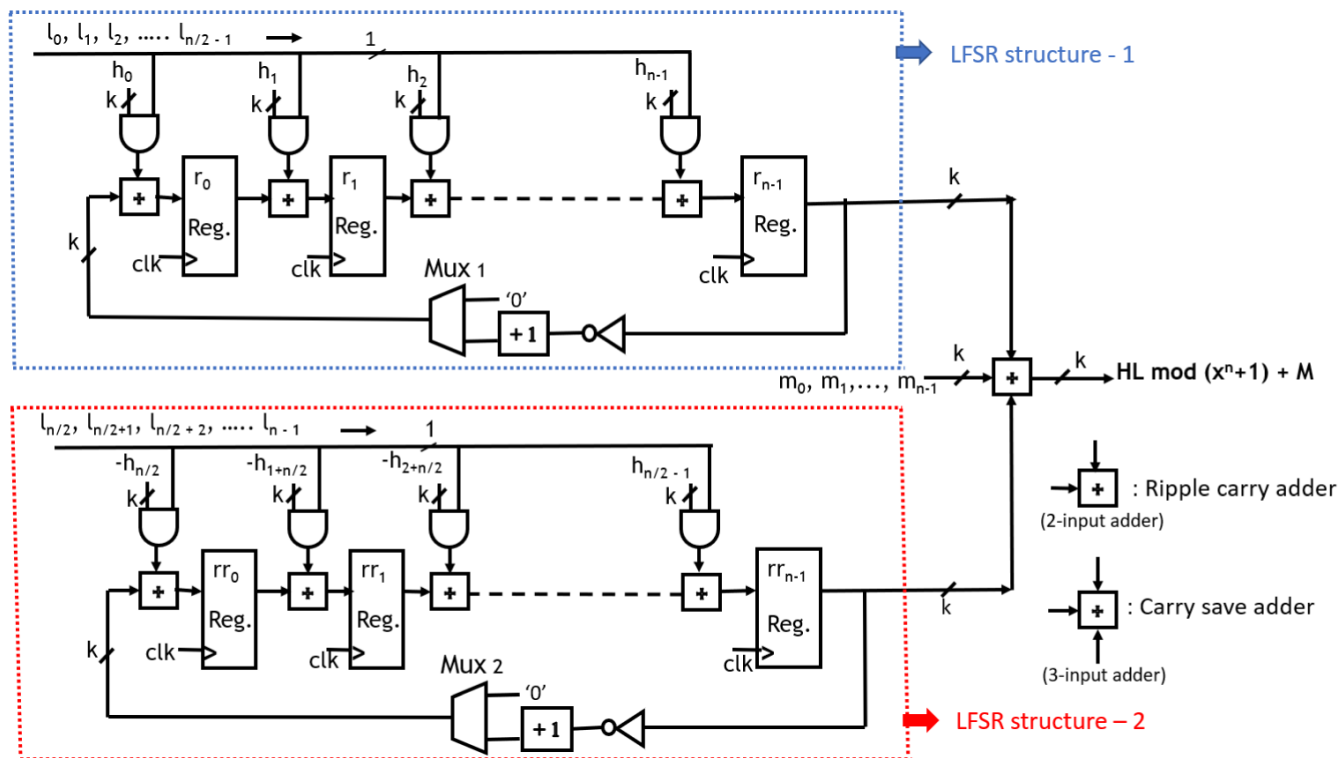 l0, l1, l2, ..... ln/2 - 1
1
LFSR structure - 1
h0
h1
h2
hn-1
k
k
k
k
r0
r1
rn-1
k
+
+
+
+
Reg.
Reg.
Reg.
k
clk
clk
clk
Mux 1
'0'
+1
k
k
m0, m1,..., mn-1
+
HL mod (xn+1) + M
ln/2, ln/2+1, ln/2 + 2, ..... ln - 1
1
-hn/2
-h1+n/2
-h2+n/2
hn/2 - 1
k
k
k
k
+
: Ripple carry adder
(2-input adder)
rr0
rr1
rrn-1
+
+
+
+
k
Reg.
Reg.
Reg.
+
: Carry save adder
k
clk
clk
clk
(3-input adder)
Mux 2
'0'
+1
LFSR structure – 2